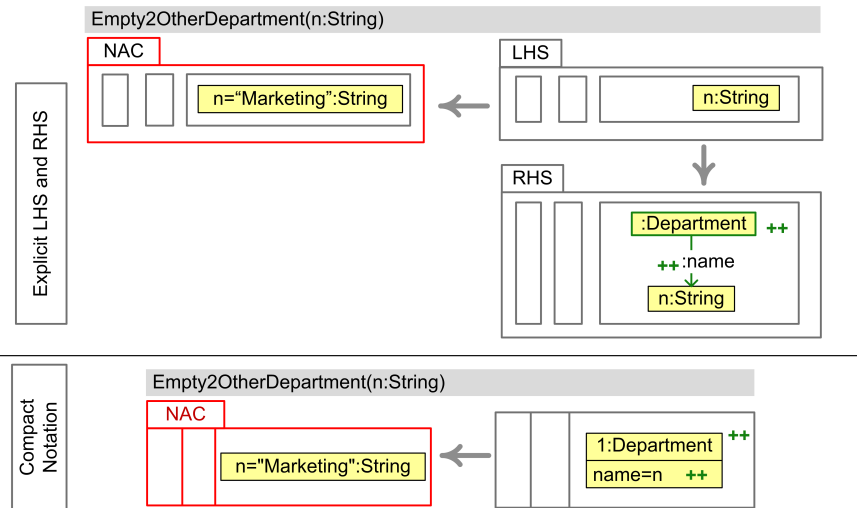 Empty2OtherDepartment(n:String)
NAC
n=“Marketing”:String
LHS
n:String
Explicit LHS and RHS
RHS
:Department
++
++ :name
n:String
Empty2OtherDepartment(n:String)
Compact
Notation
NAC
n="Marketing":String
1:Department
++
name=n ++